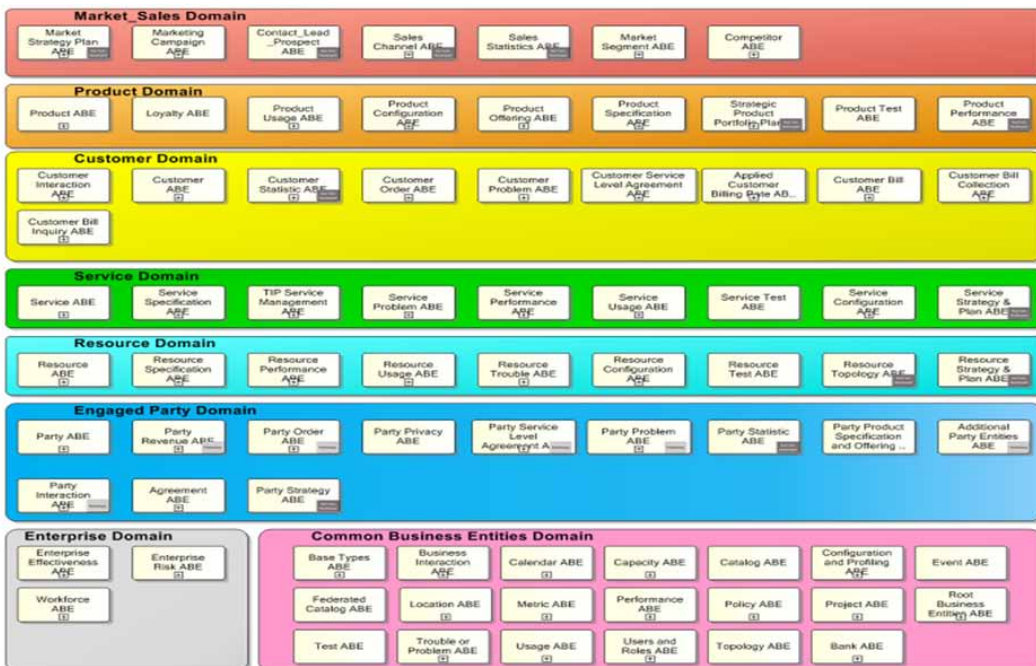 Market_Sales Domain
Market
Strategy Plan
ABE
Marketing
Campaign
ABE
Contact_Lead
_Prospect
ABE
Sales
Channel ABE
Sales
Statistics ABE
Market
Segment ABE
Competitor
ABE
Product Domain
Product ABE
Loyalty ABE
Product
Usage ABE
Product
Configuration
ABE
Product
Offering ABE
Product
Specification
ABE
Strategic
Product
Portfolio Plan
Product Test
ABE
Product
Performance
ABE
Customer Domain
Customer
Interaction
ABE
Customer
ABE
Customer
Statistic ABE
Customer
Order ABE
Customer
Problem ABE
Customer Service
Level Agreement
ABE
Applied
Customer
Billing Rate AB...
Customer Bill
ABE
Customer Bill
Collection
ABE
Customer Bill
Inquiry ABE
Service Domain
Service ABE
Service
Specification
ABE
TIP Service
Management
ABE
Service
Problem ABE
Service
Performance
ABE
Service
Usage ABE
Service Test
ABE
Service
Configuration
ABE
Service
Strategy &
Plan ABE
Resource Domain
Resource
ABE
Resource
Specification
ABE
Resource
Performance
ABE
Resource
Usage ABE
Resource
Trouble ABE
Resource
Configuration
ABE
Resource
Test ABE
Resource
Topology ABE
Resource
Strategy &
Plan ABE
Engaged Party Domain
Party ABE
Party
Revenue ABE
Party Order
ABE
Party Privacy
ABE
Party Service
Level
Agreement A...
Party Problem
ABE
Party Statistic
ABE
Party Product
Specification
and Offering ...
Additional
Party Entities
ABE
Party
Interaction
ABE
Agreement
ABE
Party Strategy
ABE
Enterprise Domain
Enterprise
Effectiveness
ABE
Enterprise
Risk ABE
Workforce
ABE
Common Business Entities Domain
Base Types
ABE
Business
Interaction
ABE
Calendar ABE
Capacity ABE
Catalog ABE
Configuration
and Profiling
ABE
Event ABE
Federated
Catalog ABE
Location ABE
Metric ABE
Performance
ABE
Policy ABE
Project ABE
Root
Business
Entities ABE
Test ABE
Trouble or
Problem ABE
Usage ABE
Users and
Roles ABE
Topology ABE
Bank ABE